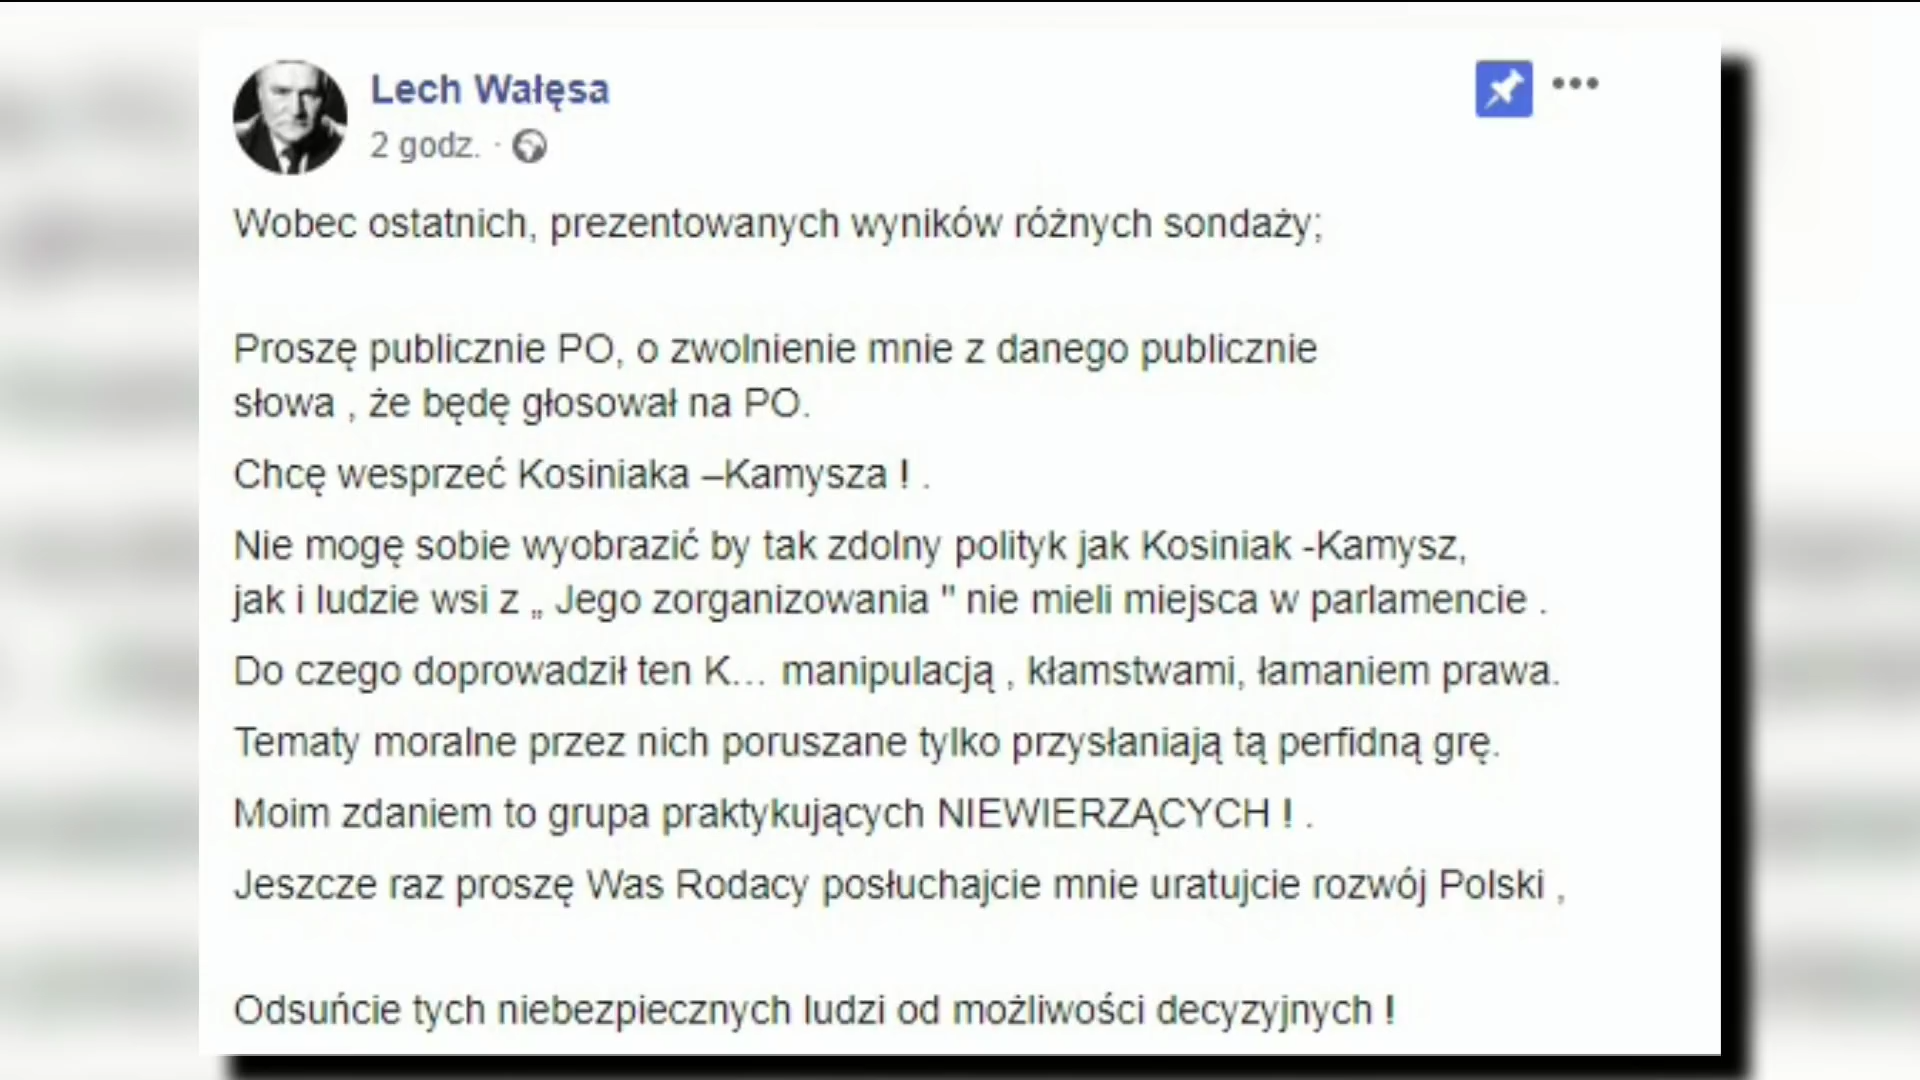 Lech Wałęsa
2 godz. ·
Wobec ostatnich, prezentowanych wyników różnych sondaży;
Proszę publicznie PO, o zwolnienie mnie z danego publicznie
słowa , że będę głosował na PO.
Chcę wesprzeć Kosiniaka –Kamysza ! .
Nie mogę sobie wyobrazić by tak zdolny polityk jak Kosiniak -Kamysz,
jak i ludzie wsi z „ Jego zorganizowania " nie mieli miejsca w parlamencie .
Do czego doprowadził ten K... manipulacją , kłamstwami, łamaniem prawa.
Tematy moralne przez nich poruszane tylko przysłaniają tą perfidną grę.
Moim zdaniem to grupa praktykujących NIEWIERZĄCYCH ! .
Jeszcze raz proszę Was Rodacy posłuchajcie mnie uratujcie rozwój Polski ,
Odsuńcie tych niebezpiecznych ludzi od możliwości decyzyjnych !